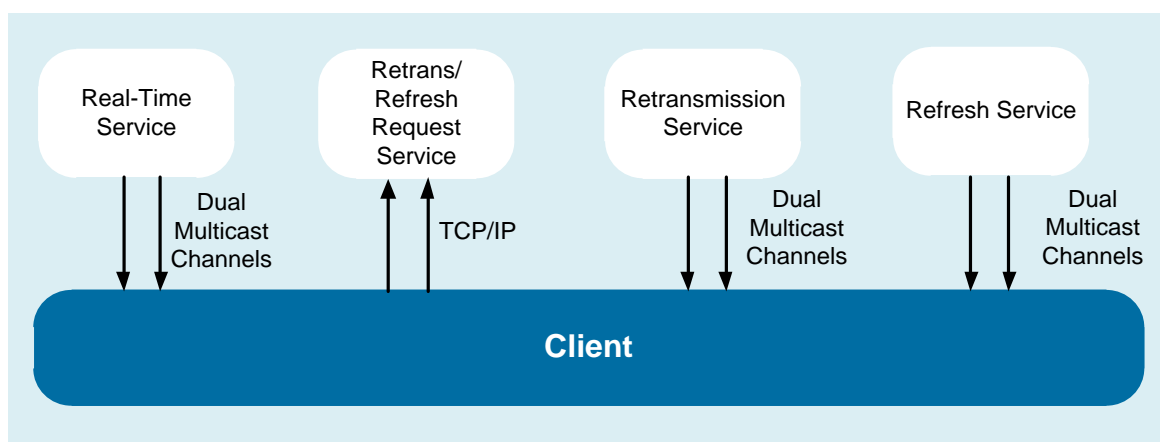 Real-Time
Service
Retrans/
Refresh
Request
Service
Retransmission
Service
Refresh Service
Dual
Multicast
Channels
TCP/IP
Dual
Multicast
Channels
Dual
Multicast
Channels
Client